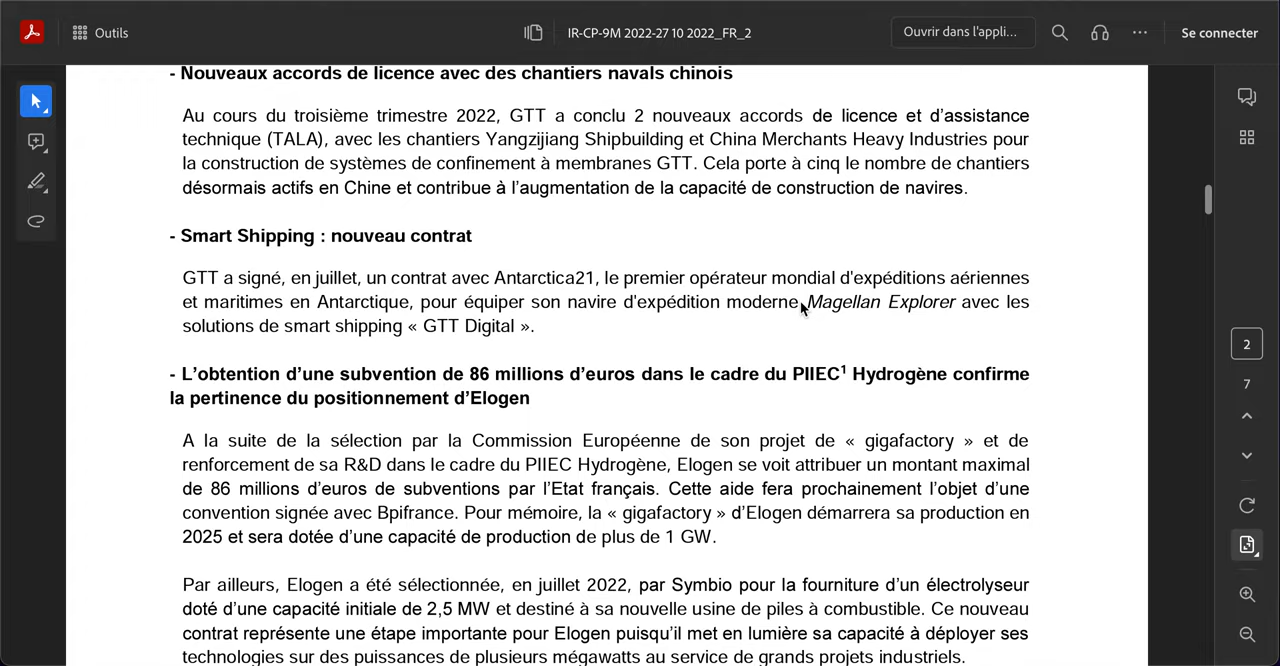 Outils
IR-CP-9M 2022-27 10 2022_FR_2
Ouvrir dans l'appli...
Se connecter
- Nouveaux accords de licence avec des chantiers navals chinois
Au cours du troisième trimestre 2022, GTT a conclu 2 nouveaux accords de licence et d’assistance
technique (TALA), avec les chantiers Yangzijiang Shipbuilding et China Merchants Heavy Industries pour
la construction de systèmes de confinement à membranes GTT. Cela porte à cinq le nombre de chantiers
désormais actifs en Chine et contribue à l’augmentation de la capacité de construction de navires.
- Smart Shipping : nouveau contrat
GTT a signé, en juillet, un contrat avec Antarctica21, le premier opérateur mondial d'expéditions aériennes
et maritimes en Antarctique, pour équiper son navire d'expédition moderne Magellan Explorer avec les
solutions de smart shipping « GTT Digital ».
- L’obtention d’une subvention de 86 millions d’euros dans le cadre du PIIEC¹ Hydrogène confirme
la pertinence du positionnement d’Elogen
A la suite de la sélection par la Commission Européenne de son projet de « gigafactory » et de
renforcement de sa R&D dans le cadre du PIIEC Hydrogène, Elogen se voit attribuer un montant maximal
de 86 millions d’euros de subventions par l’Etat français. Cette aide fera prochainement l’objet d’une
convention signée avec Bpifrance. Pour mémoire, la « gigafactory » d’Elogen démarrera sa production en
2025 et sera dotée d’une capacité de production de plus de 1 GW.
Par ailleurs, Elogen a été sélectionnée, en juillet 2022, par Symbio pour la fourniture d’un électrolyseur
doté d’une capacité initiale de 2,5 MW et destiné à sa nouvelle usine de piles à combustible. Ce nouveau
contrat représente une étape importante pour Elogen puisqu’il met en lumière sa capacité à déployer ses
technologies sur des puissances de plusieurs mégawatts au service de grands projets industriels.
2
7